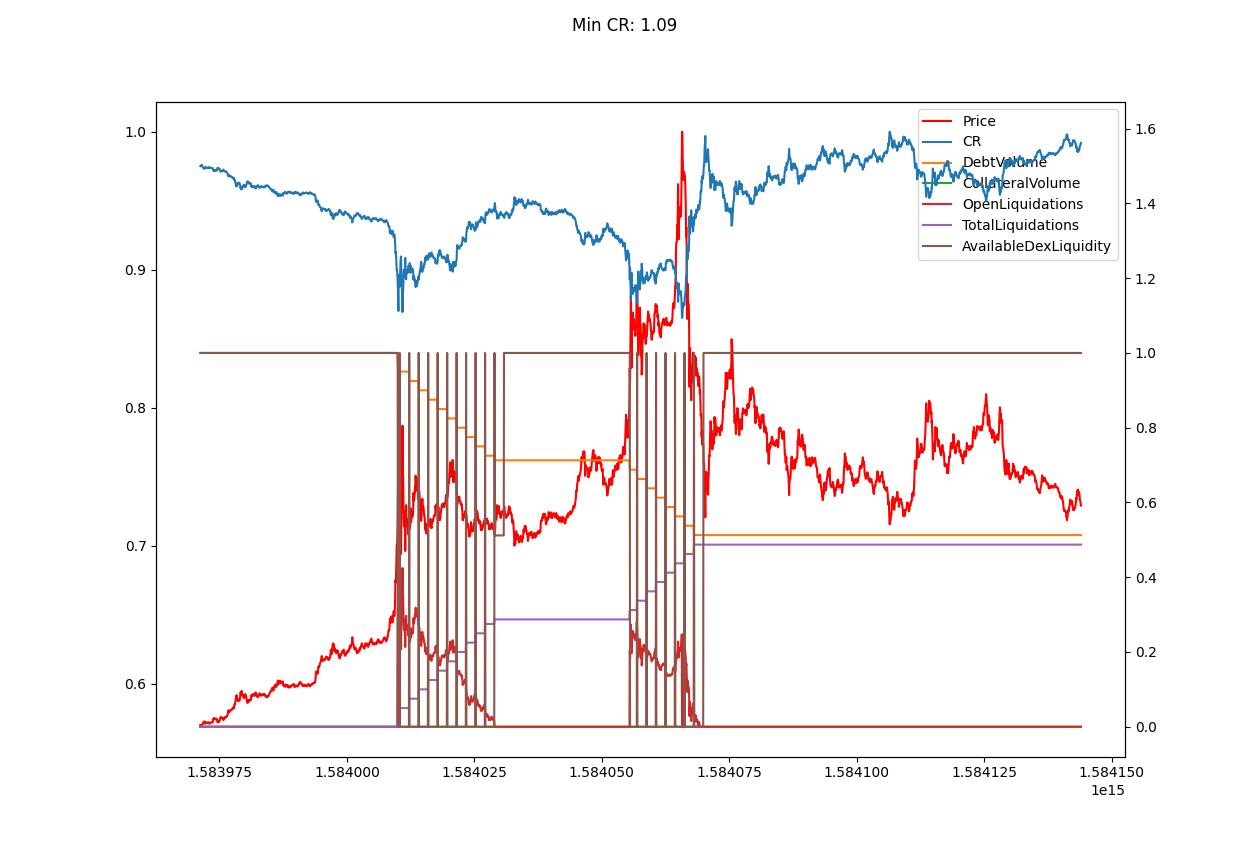 Min CR: 1.09
1.0
0.9
0.8
0.7
0.6
1.6
1.4
1.2
1.0
0.8
0.6
0.4
0.2
0.0
Price
CR
DebtVolume
CollateralVolume
OpenLiquidations
TotalLiquidations
AvailableDexLiquidity
1.583975 1.584000 1.584025 1.584050 1.584075 1.584100 1.584125 1.584150
1e15